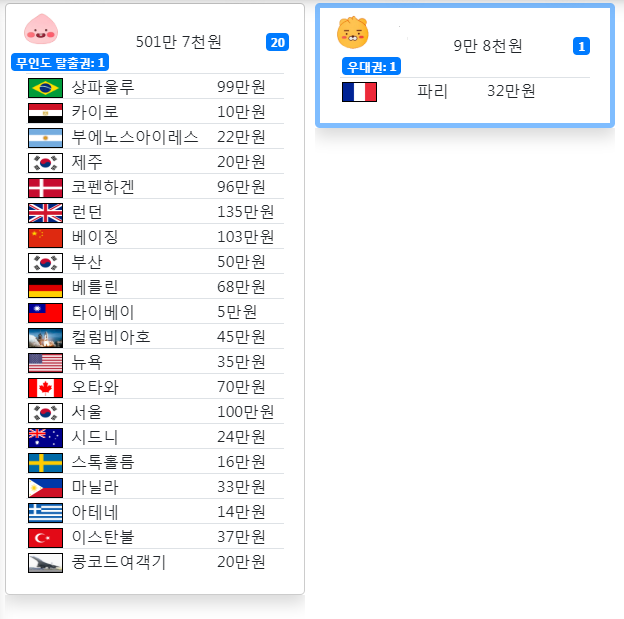 501만 7천원 20
무인도 탈출권: 1
상파울루 99만원
카이로 10만원
부에노스아이레스 22만원
제주 20만원
코펜하겐 96만원
런던 135만원
베이징 103만원
부산 50만원
베를린 68만원
타이베이 5만원
컬럼비아호 45만원
뉴욕 35만원
오타와 70만원
서울 100만원
시드니 24만원
스톡홀름 16만원
마닐라 33만원
아테네 14만원
이스탄불 37만원
콩코드여객기 20만원
9만 8천원 1
우대권: 1
파리 32만원